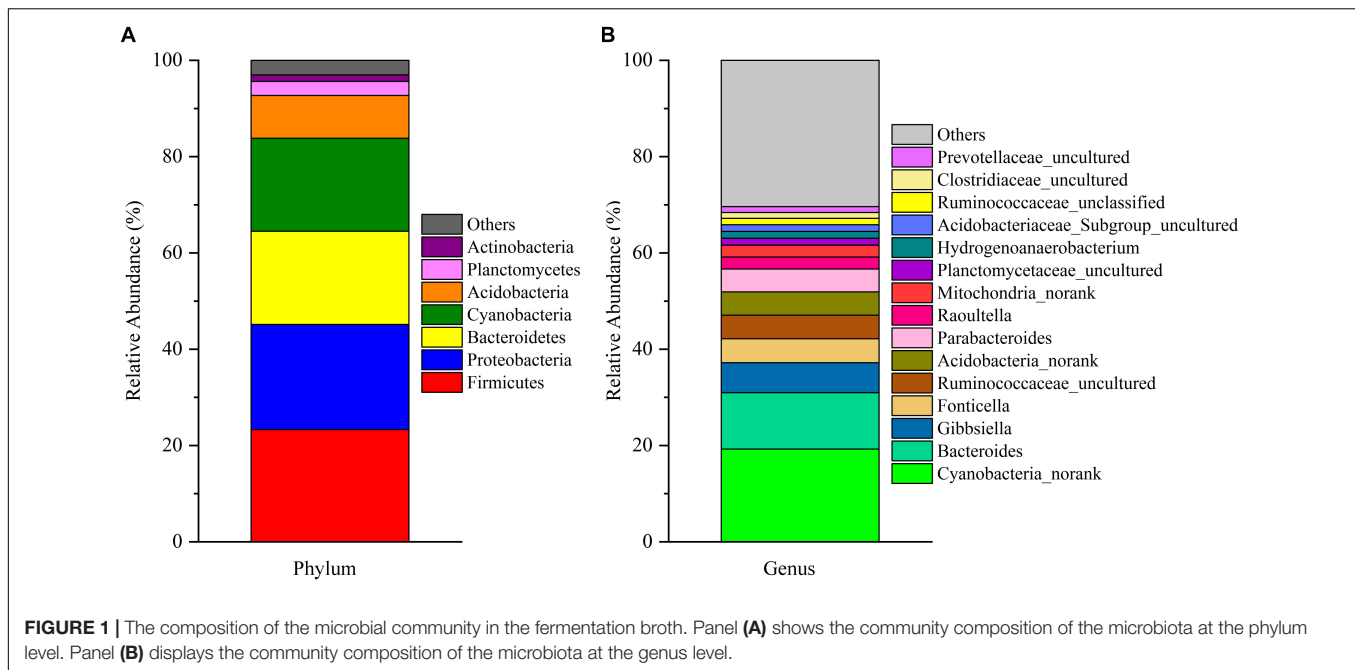 A
Relative Abundance (%)
100
80
60
40
20
0
Phylum
Others
Actinobacteria
Planctomycetes
Acidobacteria
Cyanobacteria
Bacteroidetes
Proteobacteria
Firmicutes
B
Relative Abundance (%)
100
80
60
40
20
0
Genus
Others
Prevotellaceae_uncultured
Clostridiaceae_uncultured
Ruminococcaceae_unclassified
Acidobacteriaceae_Subgroup_uncultured
Hydrogenoanaerobacterium
Planctomycetaceae_uncultured
Mitochondria_norank
Raoultella
Parabacteroides
Acidobacteria_norank
Ruminococcaceae_uncultured
Fonticella
Gibbsiella
Bacteroides
Cyanobacteria_norank
FIGURE 1 | The composition of the microbial community in the fermentation broth. Panel (A) shows the community composition of the microbiota at the phylum
level. Panel (B) displays the community composition of the microbiota at the genus level.